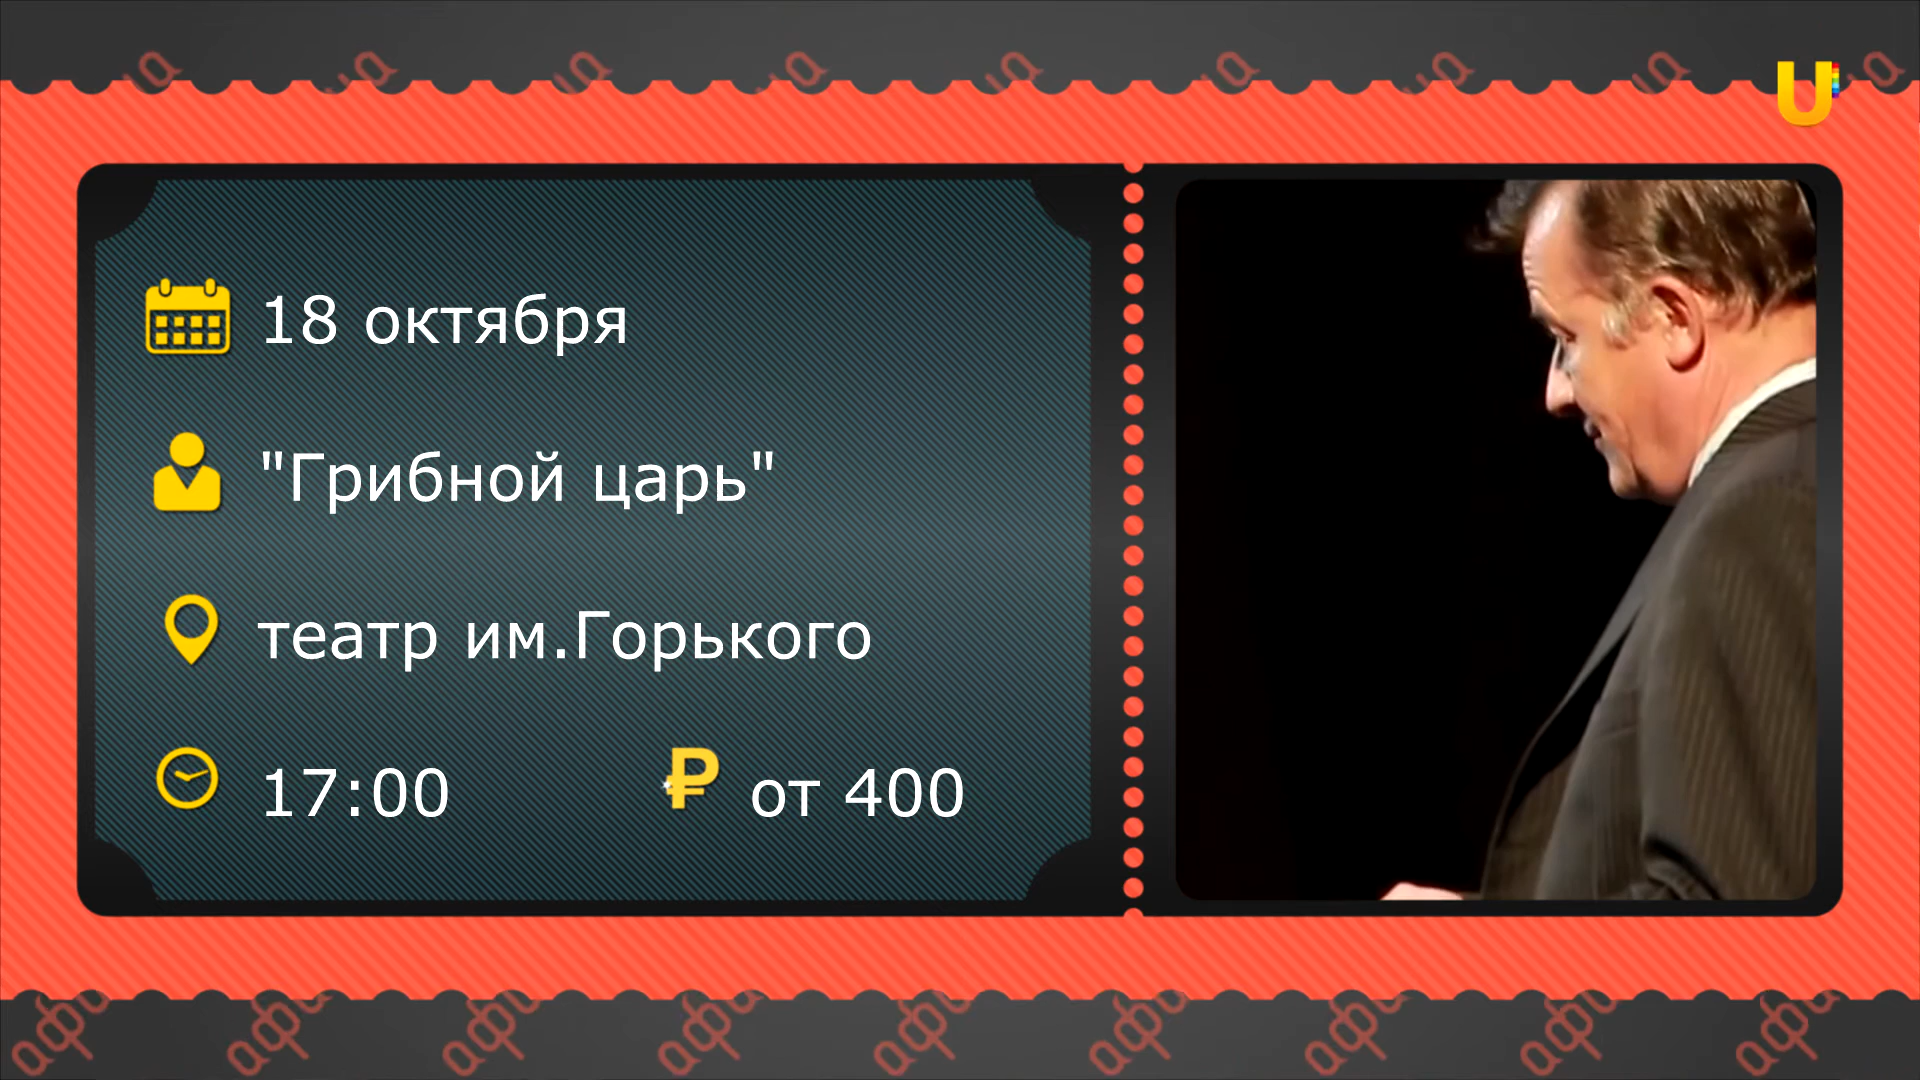 U
18 октября
"Грибной царь"
театр им.Горького
17:00
₽ от 400